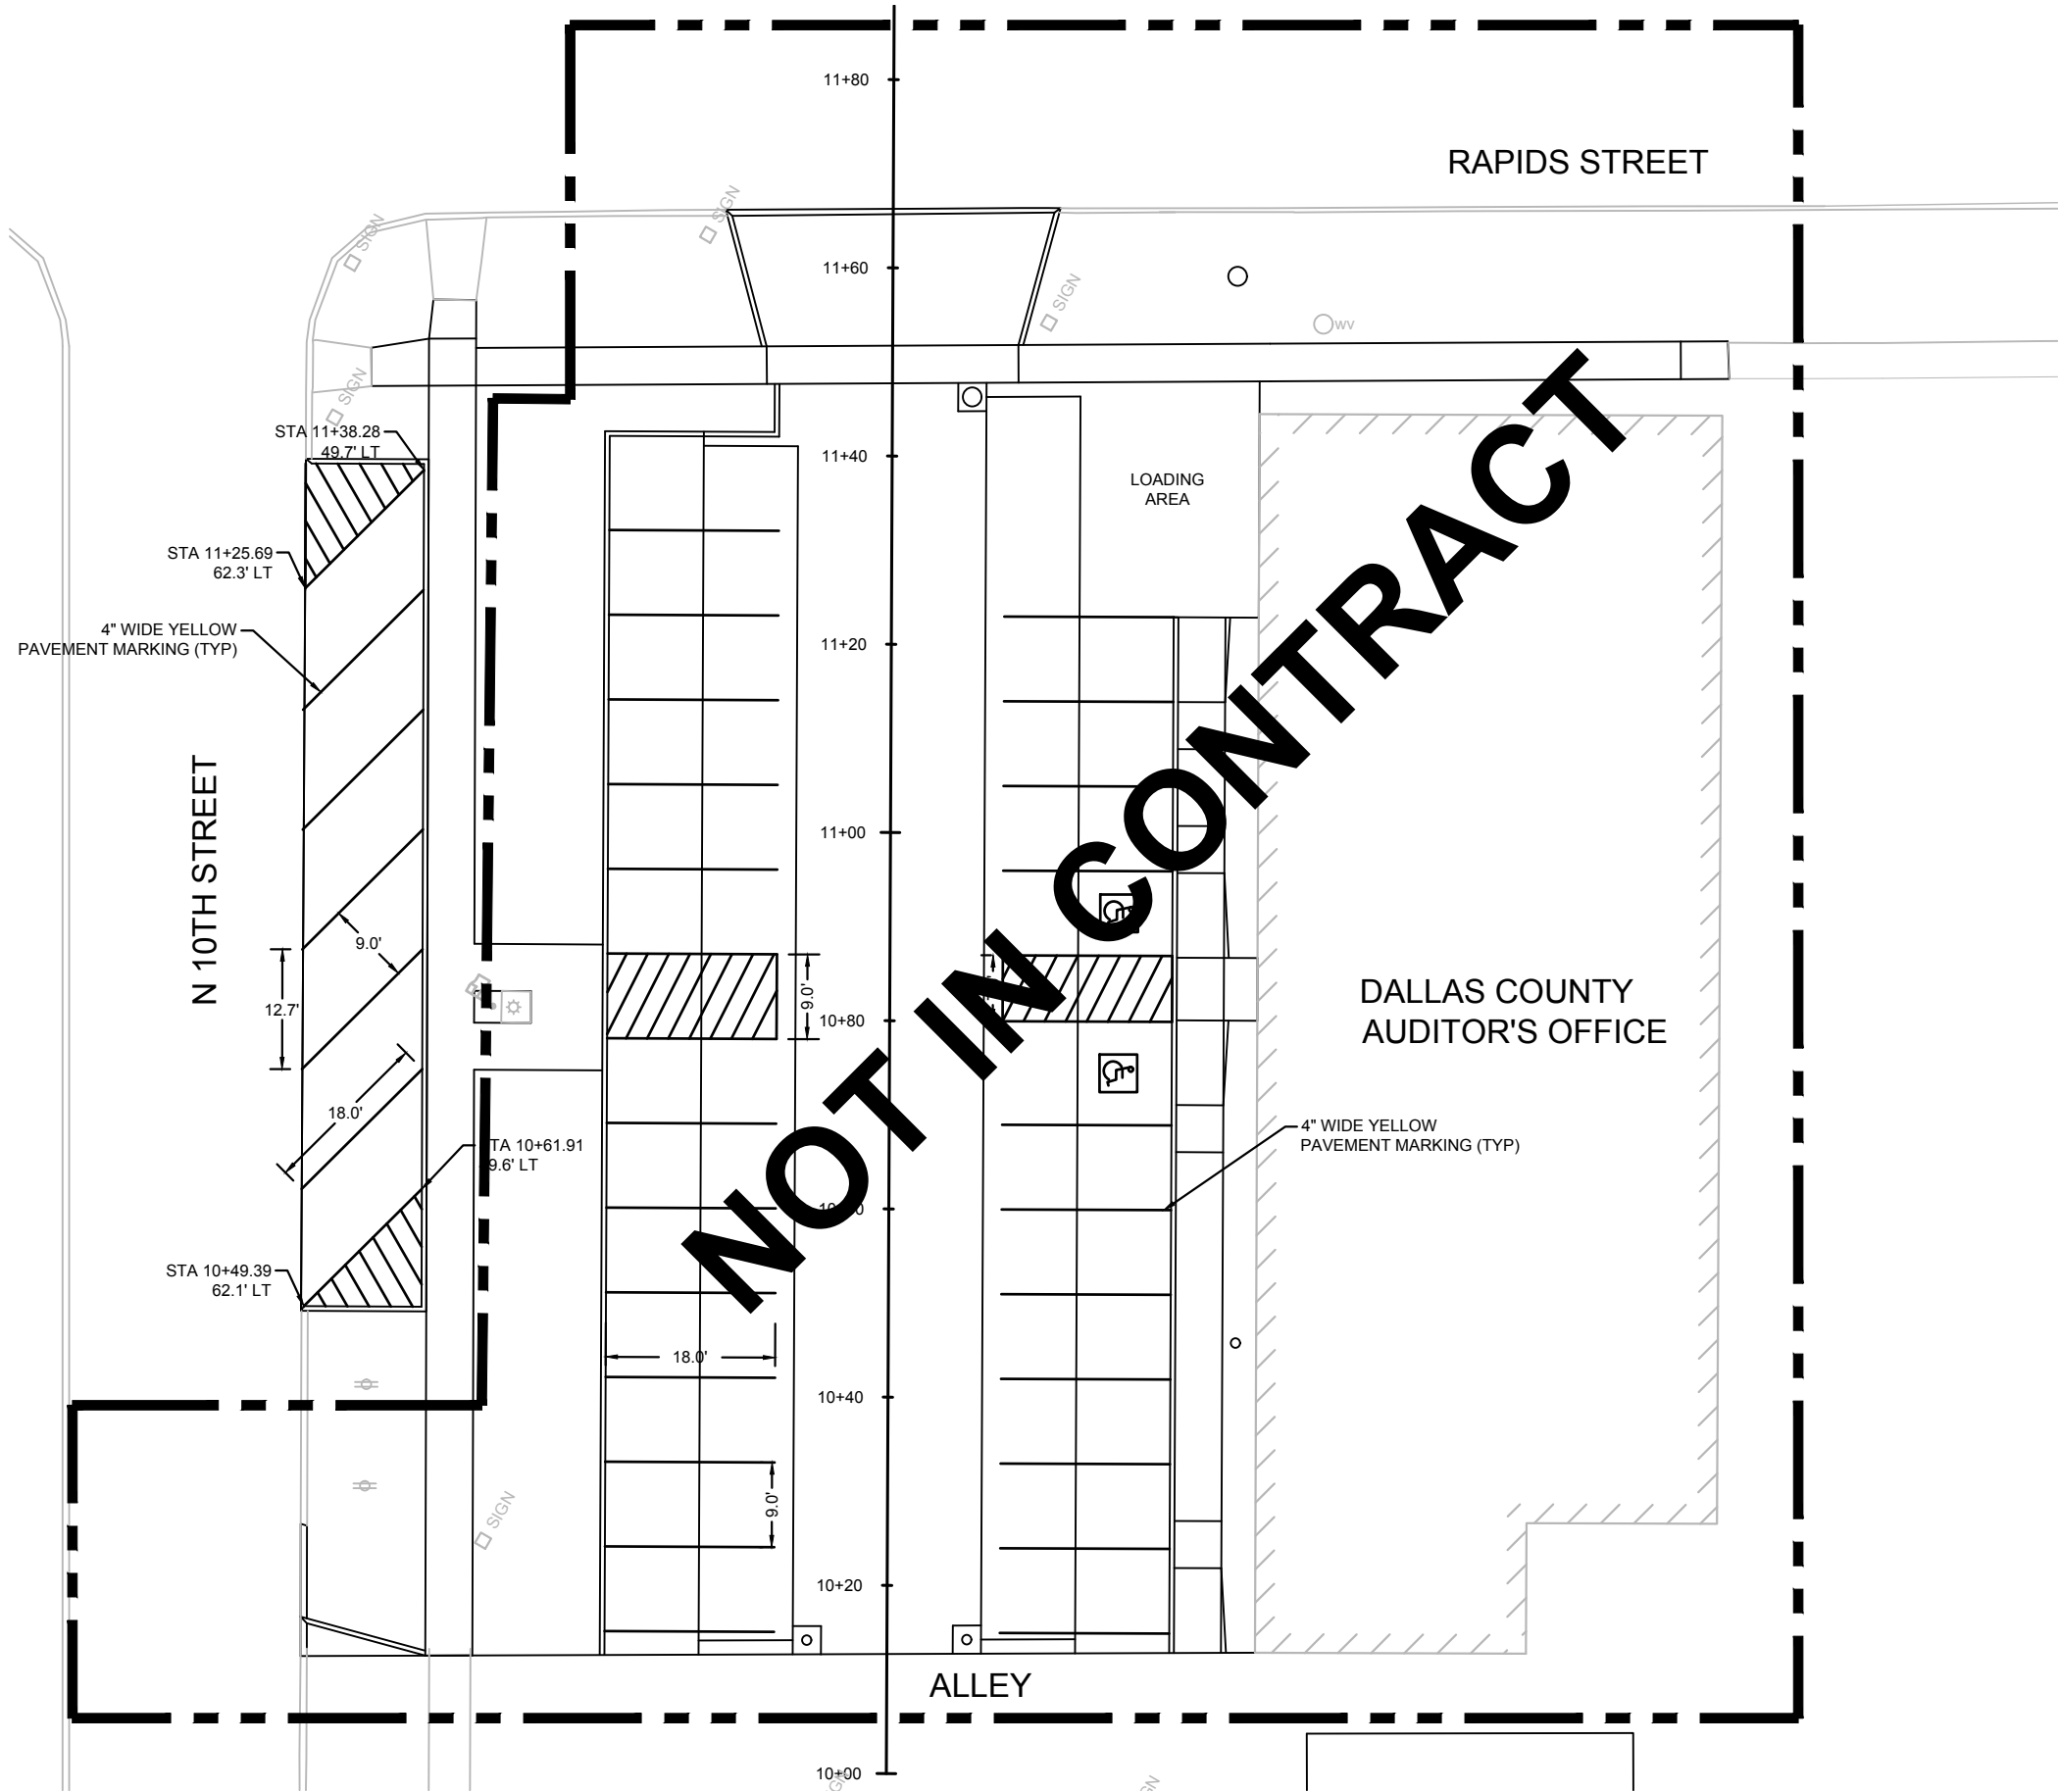 11+80
RAPIDS STREET
SIGN
SIGN
11+60
SIGN
WV
SIGN
STA 11+38.28
49.7' LT
11+40
LOADING
AREA
STA 11+25.69
62.3' LT
4" WIDE YELLOW
PAVEMENT MARKING (TYP)
11+20
N 10TH STREET
11+00
NOT IN CONTRACT
9.0'
12.7'
9.0'
10+80
DALLAS COUNTY
AUDITOR'S OFFICE
18.0'
TA 10+61.91
9.6' LT
4" WIDE YELLOW
PAVEMENT MARKING (TYP)
STA 10+49.39
62.1' LT
18.0'
10+40
9.0'
SIGN
10+20
ALLEY
10+00